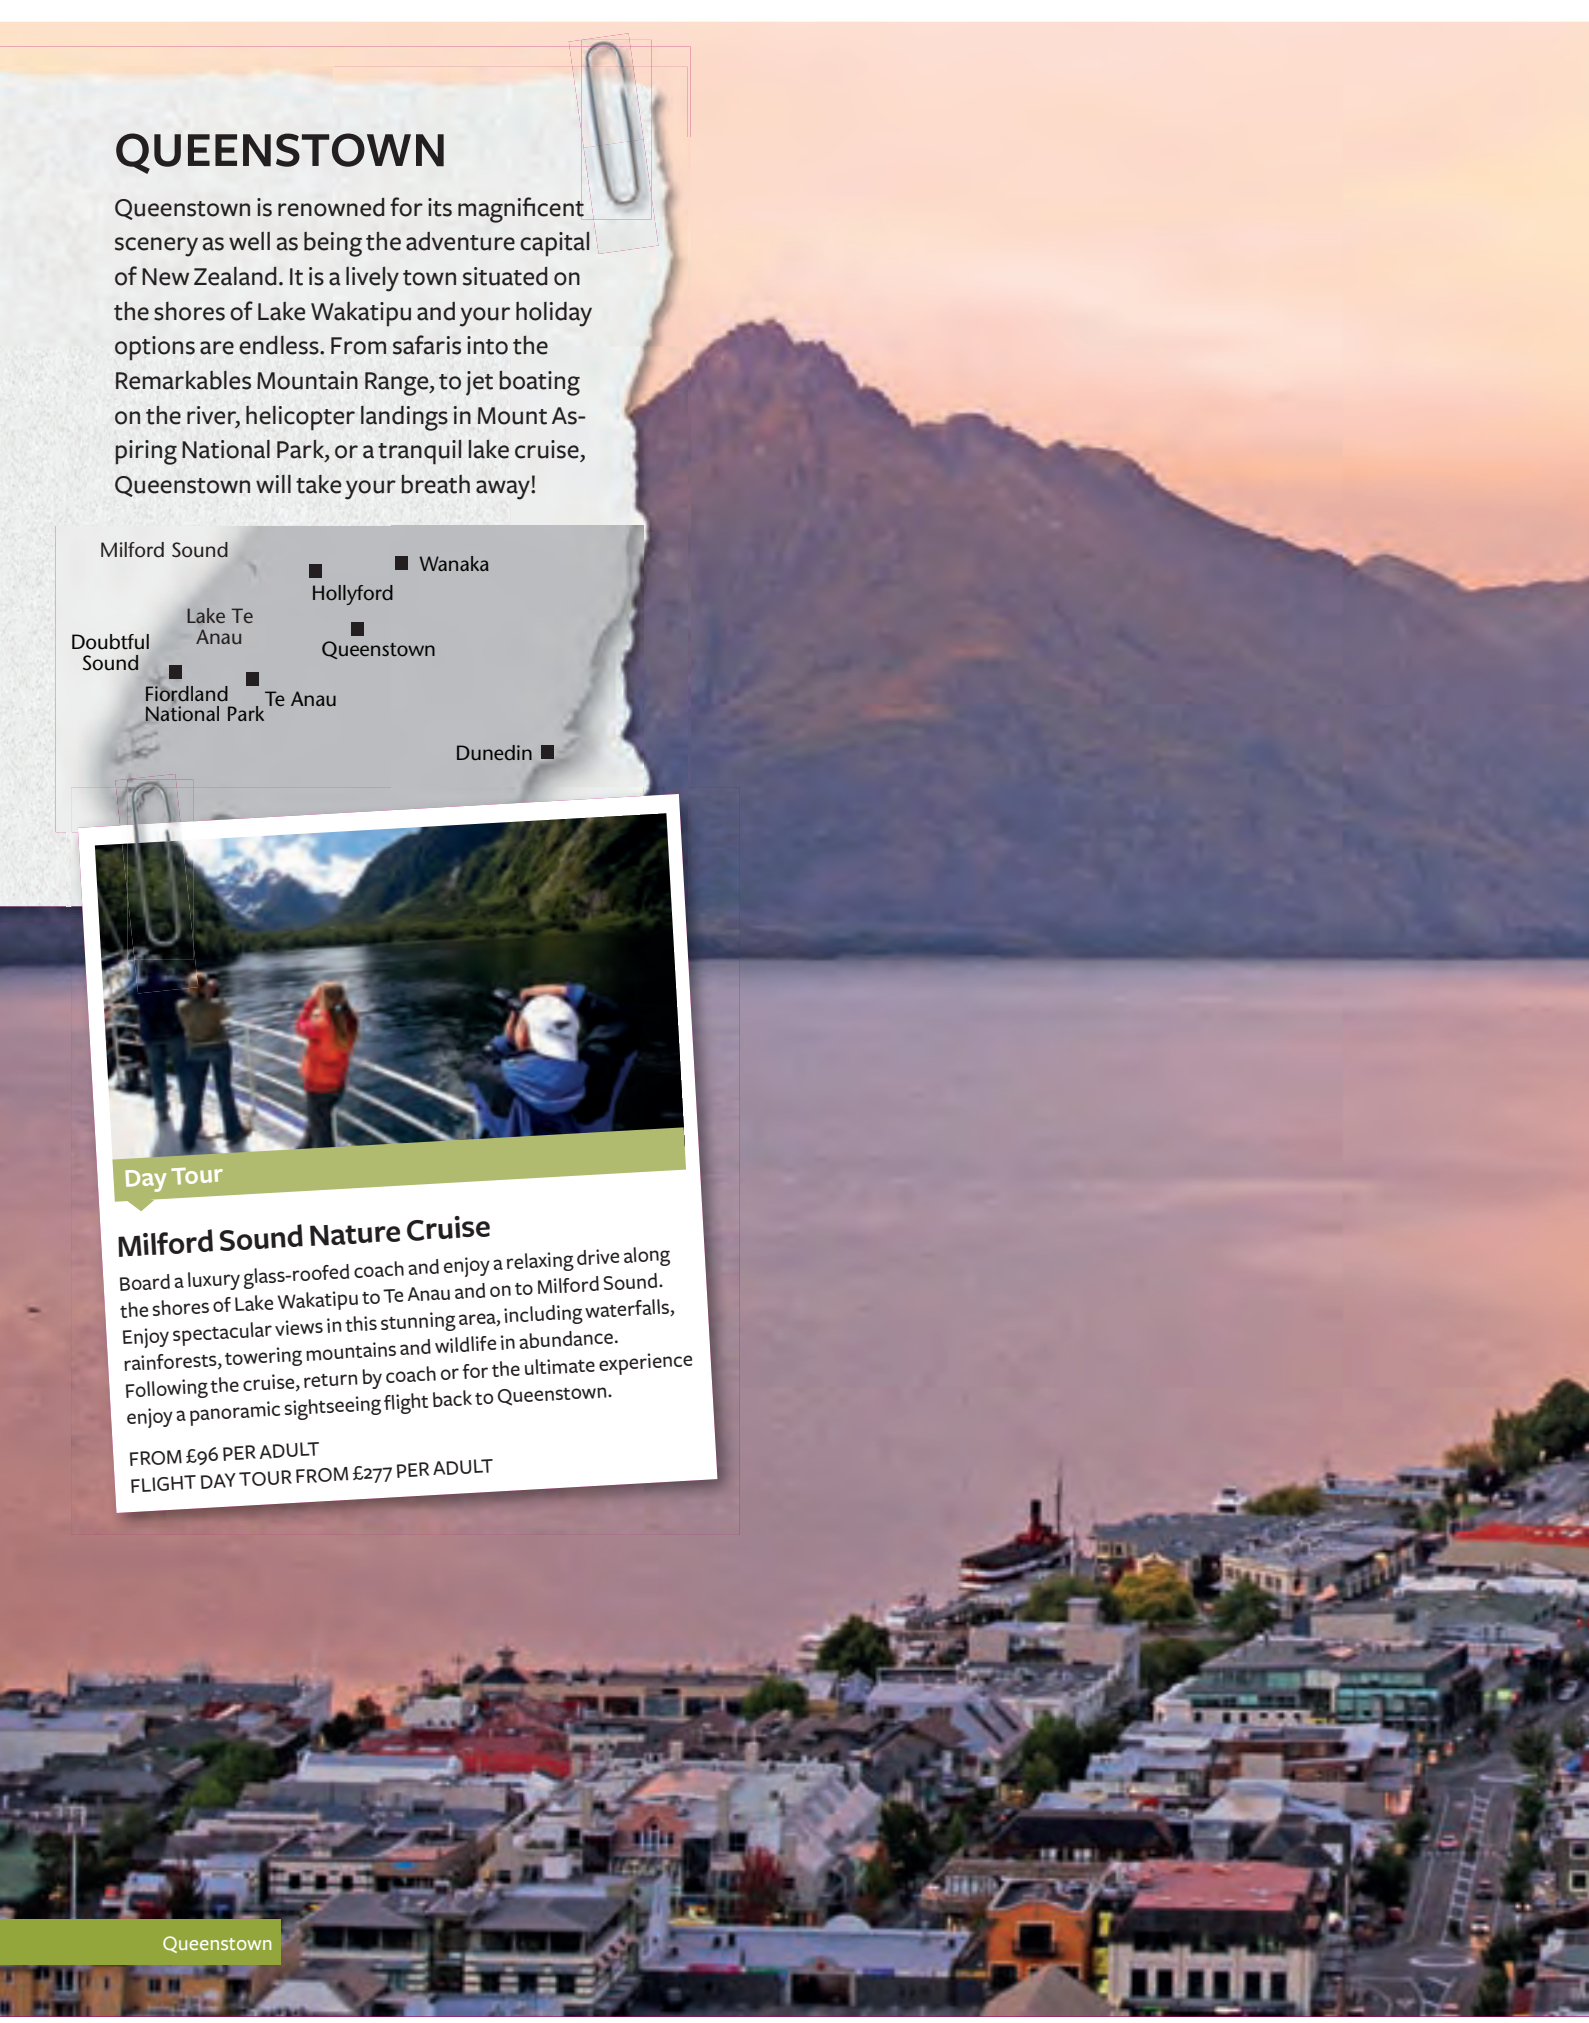 QUEENSTOWN
Queenstown is renowned for its magnificent
scenery as well as being the adventure capital
of New Zealand. It is a lively town situated on
the shores of Lake Wakatipu and your holiday
options are endless. From safaris into the
Remarkables Mountain Range, to jet boating
on the river, helicopter landings in Mount As-
piring National Park, or a tranquil lake cruise,
Queenstown will take your breath away!
Milford Sound
Wanaka
Hollyford
Lake Te
Anau
Doubtful
Sound
Queenstown
Fiordland
National Park
Te Anau
Dunedin
Day Tour
Milford Sound Nature Cruise
Board a luxury glass-roofed coach and enjoy a relaxing drive along
the shores of Lake Wakatipu to Te Anau and on to Milford Sound.
Enjoy spectacular views in this stunning area, including waterfalls,
rainforests, towering mountains and wildlife in abundance.
Following the cruise, return by coach or for the ultimate experience
enjoy a panoramic sightseeing flight back to Queenstown.
FROM £96 PER ADULT
FLIGHT DAY TOUR FROM £277 PER ADULT
Queenstown